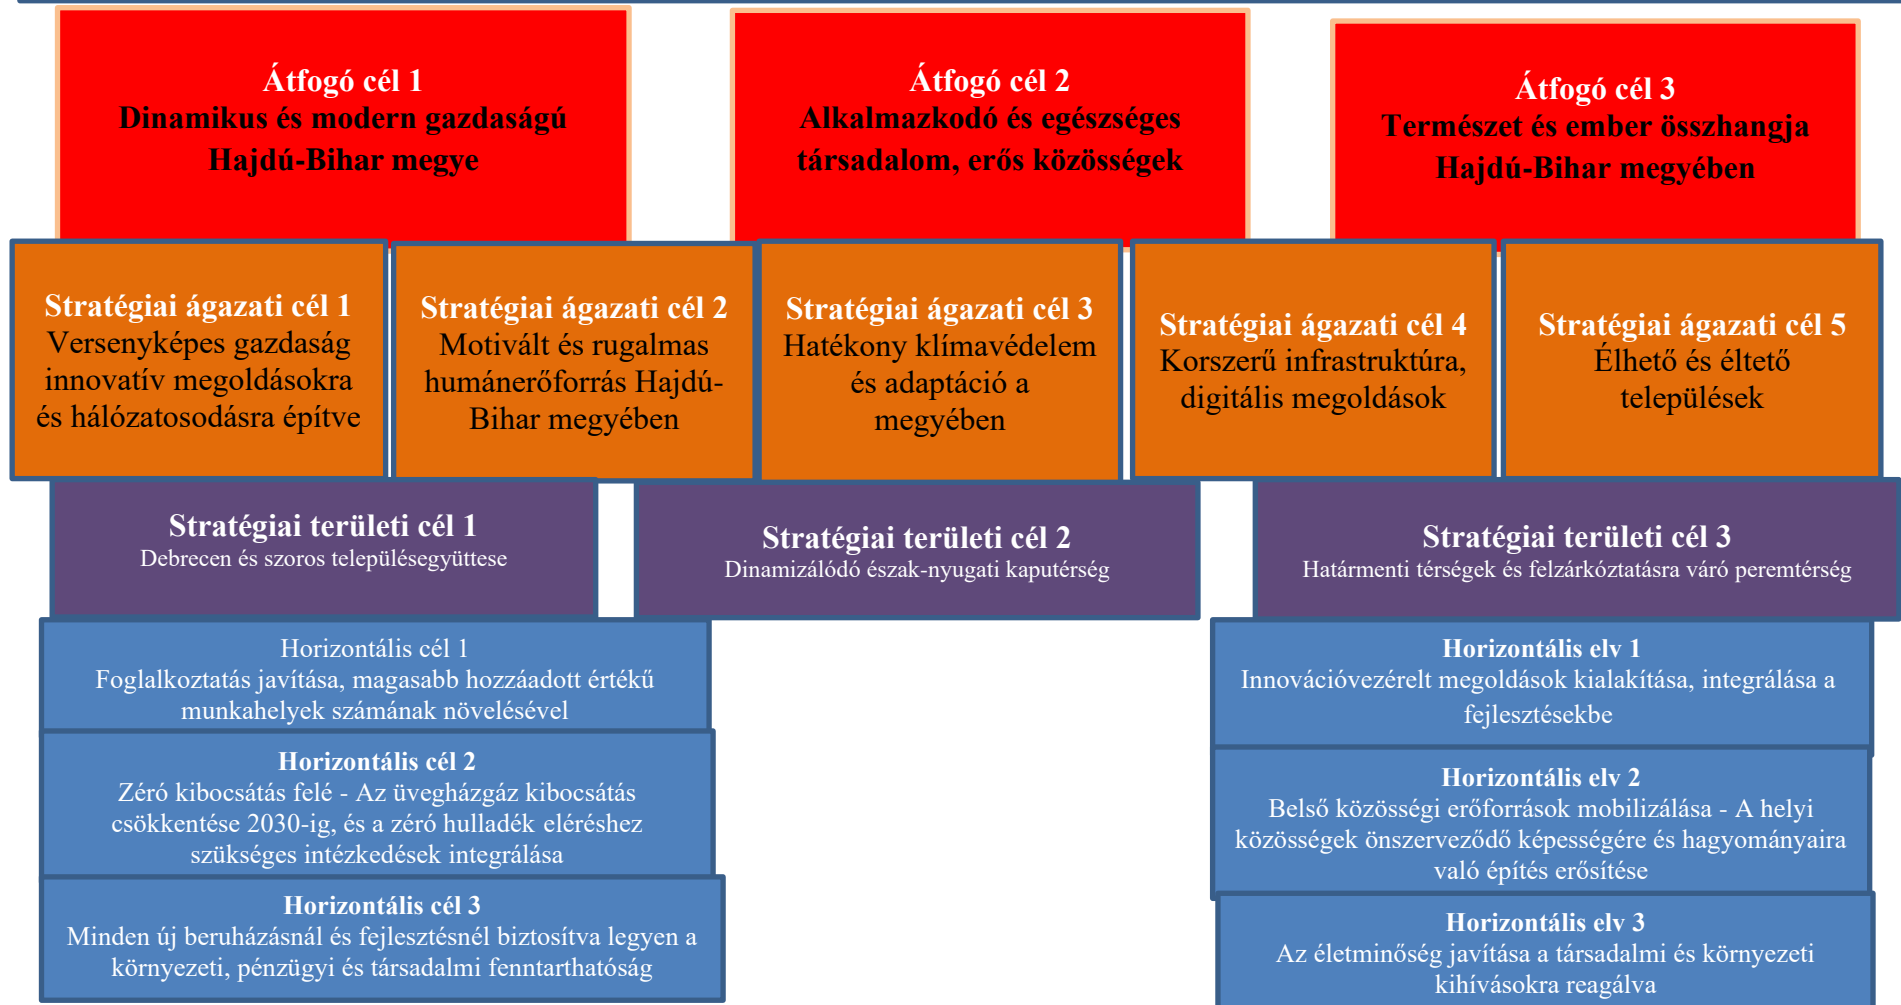 Átfogó cél 1
Dinamikus és modern gazdaságú
Hajdú-Bihar megye
Átfogó cél 2
Alkalmazkodó és egészséges
társadalom, erős közösségek
Átfogó cél 3
Természet és ember összhangja
Hajdú-Bihar megyében
Stratégiai ágazati cél 1
Versenyképes gazdaság
innovatív megoldásokra
és hálózatosodásra építve
Stratégiai ágazati cél 2
Motivált és rugalmas
humánerőforrás Hajdú-
Bihar megyében
Stratégiai ágazati cél 3
Hatékony klímavédelem
és adaptáció a
megyében
Stratégiai ágazati cél 4
Korszerű infrastruktúra,
digitális megoldások
Stratégiai ágazati cél 5
Élhető és éltető
települések
Stratégiai területi cél 1
Debrecen és szoros településegyüttese
Stratégiai területi cél 2
Dinamizálódó észak-nyugati kaputérség
Stratégiai területi cél 3
Határmenti térségek és felzárkóztatásra váró peremtérség
Horizontális cél 1
Foglalkoztatás javítása, magasabb hozzáadott értékű
munkahelyek számának növelésével
Horizontális cél 2
Zéró kibocsátás felé - Az üvegházgáz kibocsátás
csökkentése 2030-ig, és a zéró hulladék eléréshez
szükséges intézkedések integrálása
Horizontális cél 3
Minden új beruházásnál és fejlesztésnél biztosítva legyen a
környezeti, pénzügyi és társadalmi fenntarthatóság
Horizontális elv 1
Innovációvezérelt megoldások kialakítása, integrálása a
fejlesztésekbe
Horizontális elv 2
Belső közösségi erőforrások mobilizálása - A helyi
közösségek önszerveződő képességére és hagyományaira
való építés erősítése
Horizontális elv 3
Az életminőség javítása a társadalmi és környezeti
kihívásokra reagálva